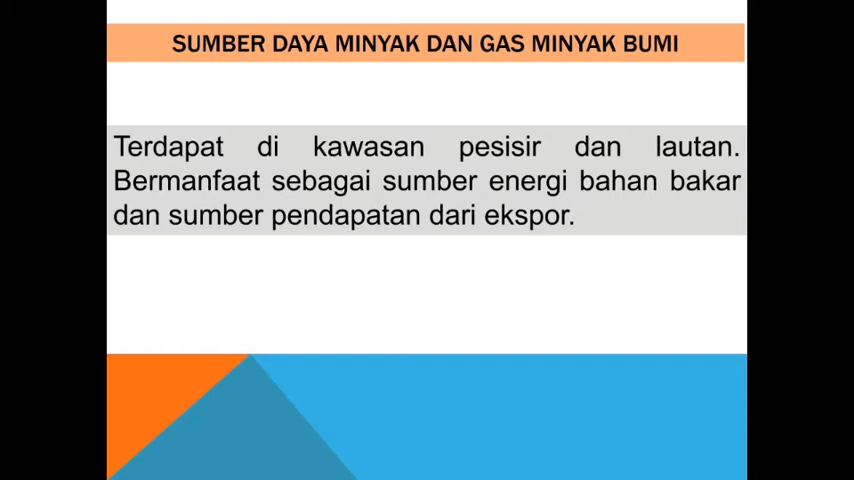 SUMBER DAYA MINYAK DAN GAS MINYAK BUMI
Terdapat di kawasan pesisir dan lautan.
Bermanfaat sebagai sumber energi bahan bakar
dan sumber pendapatan dari ekspor.